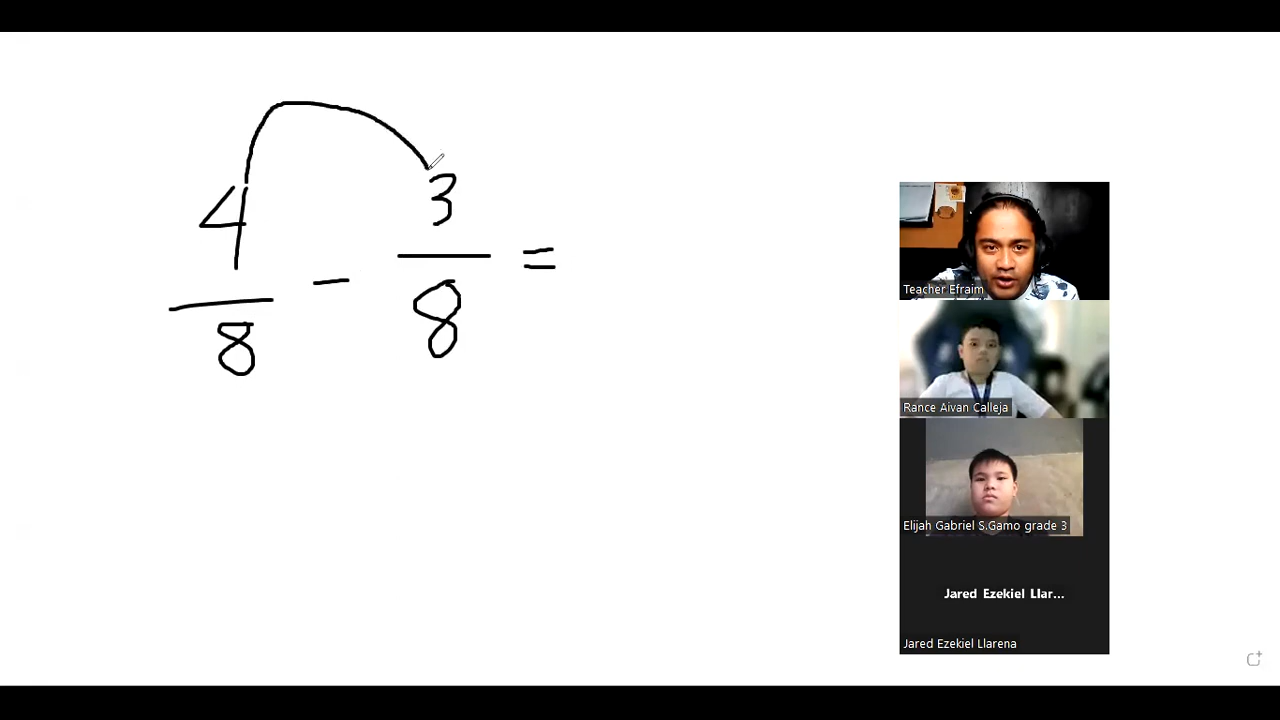 4/8 - 3/8 =
Teacher Efraim
Rance Aivan Calleja
Elijah Gabriel S.Gamo grade 3
Jared Ezekiel Llar...
Jared Ezekiel Llarena